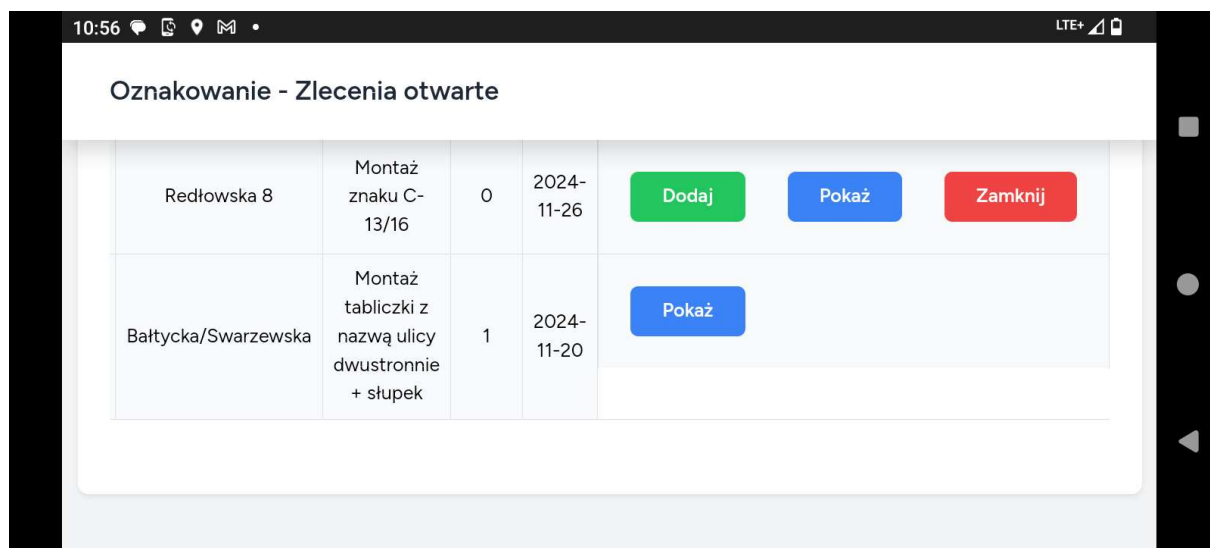 10:56
LTE+
Oznakowanie - Zlecenia otwarte
Redłowska 8
Montaż
znaku C-
13/16
0
2024-
11-26
Dodaj
Pokaż
Zamknij
Bałtycka/Swarzewska
Montaż
tabliczki z
nazwą ulicy
dwustronnie
+ słupek
1
2024-
11-20
Pokaż